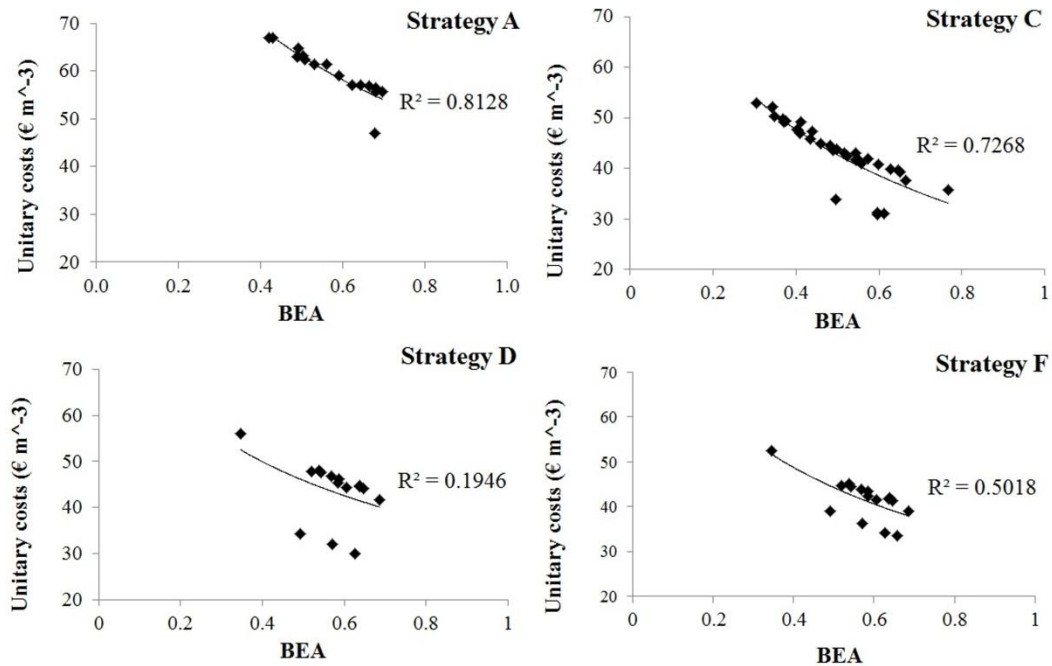 Strategy A
Unitary costs (€ m^-3)
70
60
50
40
30
20
R² = 0.8128
0.0 0.2 0.4 0.6 0.8 1.0
BEA
Strategy C
Unitary costs (€ m^-3)
70
60
50
40
30
20
R² = 0.7268
0 0.2 0.4 0.6 0.8 1
BEA
Strategy D
Unitary costs (€ m^-3)
70
60
50
40
30
20
R² = 0.1946
0.0 0.2 0.4 0.6 0.8 1.0
BEA
Strategy F
Unitary costs (€ m^-3)
70
60
50
40
30
20
R² = 0.5018
0 0.2 0.4 0.6 0.8 1
BEA